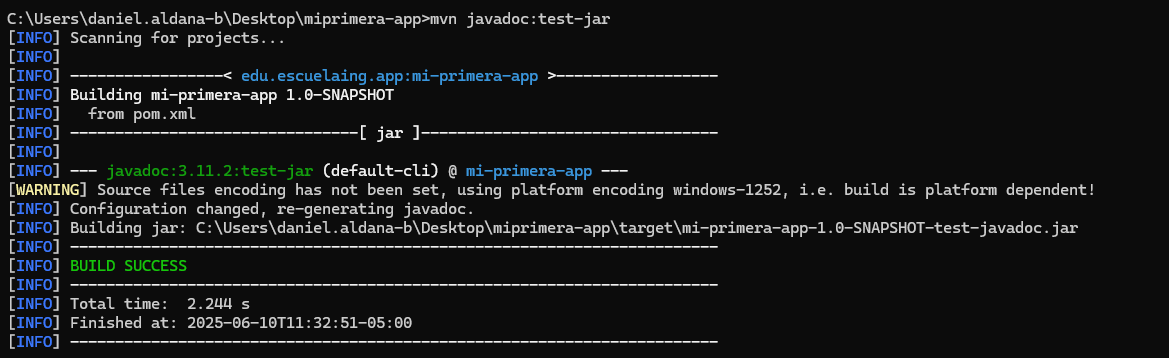 C:\Users\daniel.aldana-b\Desktop\miprimera-app>mvn javadoc:test-jar
[INFO] Scanning for projects...
[INFO]
[INFO] -----------------< edu.escuelaing.app:mi-primera-app >------------------
[INFO] Building mi-primera-app 1.0-SNAPSHOT
[INFO]   from pom.xml
[INFO] --------------------------------[ jar ]---------------------------------
[INFO]
[INFO] --- javadoc:3.11.2:test-jar (default-cli) @ mi-primera-app ---
[WARNING] Source files encoding has not been set, using platform encoding windows-1252, i.e. build is platform dependent!
[INFO] Configuration changed, re-generating javadoc.
[INFO] Building jar: C:\Users\daniel.aldana-b\Desktop\miprimera-app\target\mi-primera-app-1.0-SNAPSHOT-test-javadoc.jar
[INFO] ------------------------------------------------------------------------
[INFO] BUILD SUCCESS
[INFO] ------------------------------------------------------------------------
[INFO] Total time:  2.244 s
[INFO] Finished at: 2025-06-10T11:32:51-05:00
[INFO] ------------------------------------------------------------------------